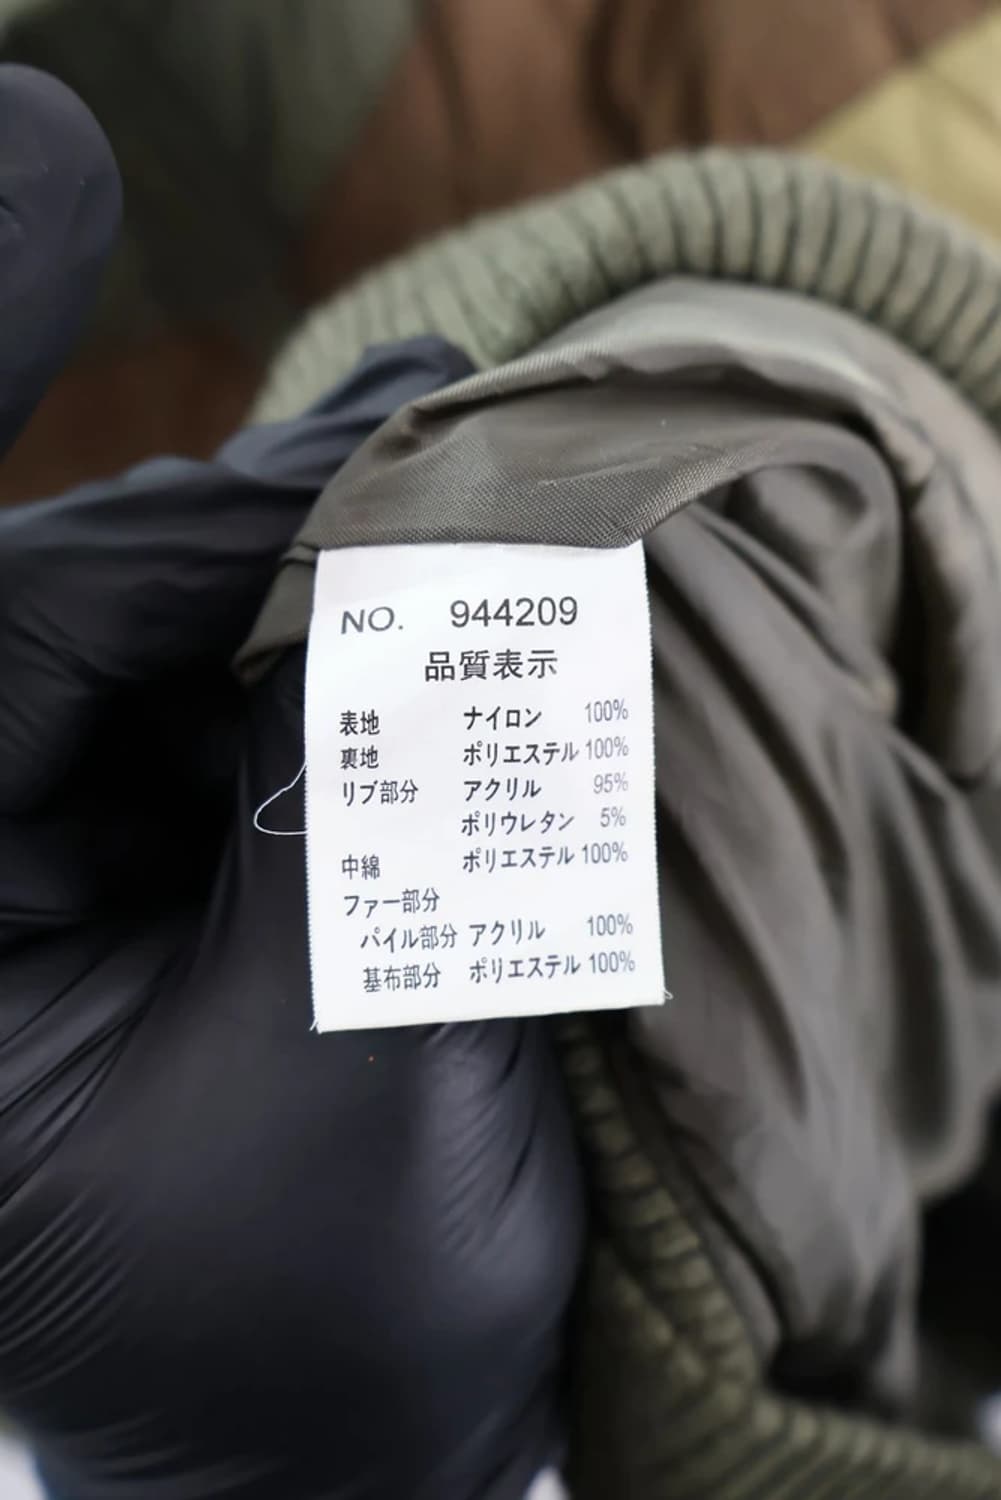 NO. 944209
品質表示
表地 ナイロン 100%
裏地 ポリエステル 100%
リブ部分 アクリル 95%
ポリウレタン 5%
中綿 ポリエステル 100%
ファー部分
パイル部分 アクリル 100%
基布部分 ポリエステル 100%